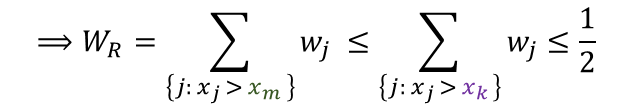 ⟹ W_R = ∑_{j: x_j > x_m} w_j ≤ ∑_{j: x_j > x_k} w_j ≤ 1/2